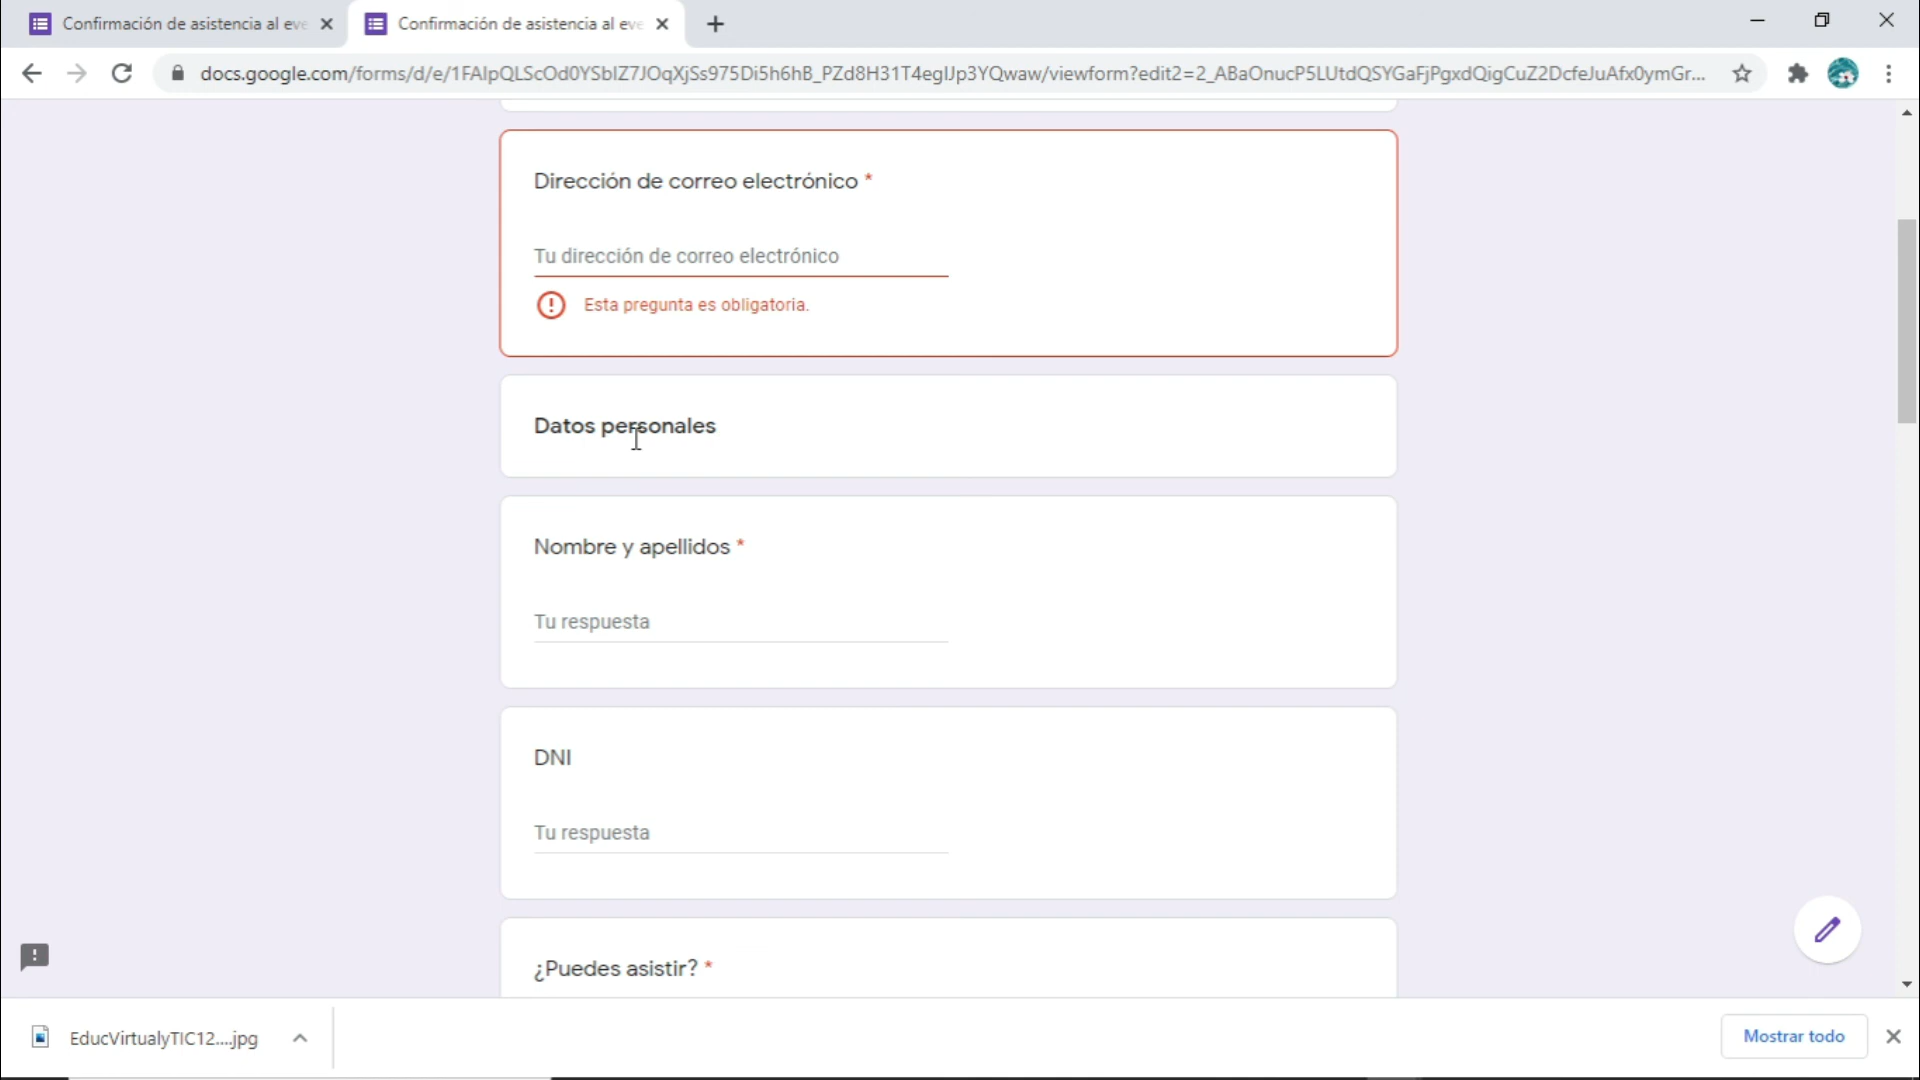 Confirmación de asistencia al eve
Confirmación de asistencia al eve
docs.google.com/forms/d/e/1FAIpQLScOd0YSbIZ7JOqXjSs975Di5h6hB_PZd8H31T4egIJp3YQwaw/viewform?edit2=2_ABaOnucP5LUtdQSYGaFjPgxdQigCuZ2DcfeJuAfx0ymGr...
Dirección de correo electrónico *
Tu dirección de correo electrónico
Esta pregunta es obligatoria.
Datos personales
Nombre y apellidos *
Tu respuesta
DNI
Tu respuesta
¿Puedes asistir? *
EducVirtualyTIC12....jpg
Mostrar todo